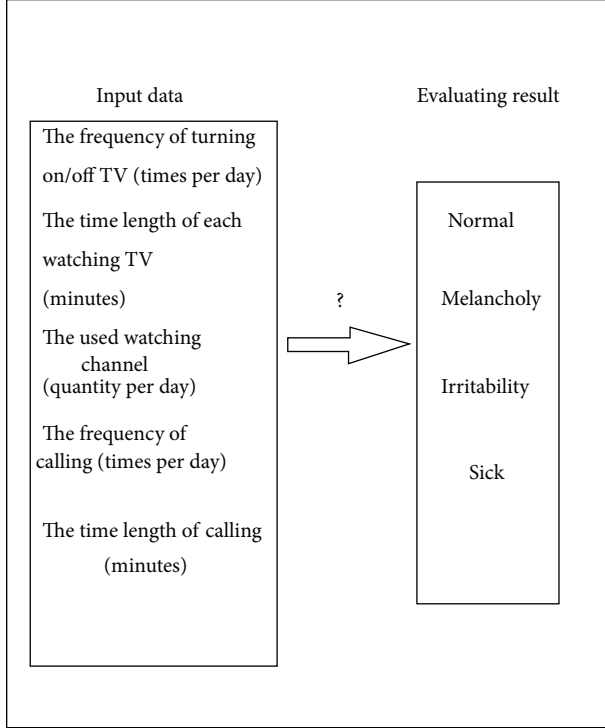 Input data
The frequency of turning
on/off TV (times per day)
The time length of each
watching TV
(minutes)
The used watching
channel
(quantity per day)
The frequency of
calling (times per day)
The time length of calling
(minutes)
?
Evaluating result
Normal
Melancholy
Irritability
Sick